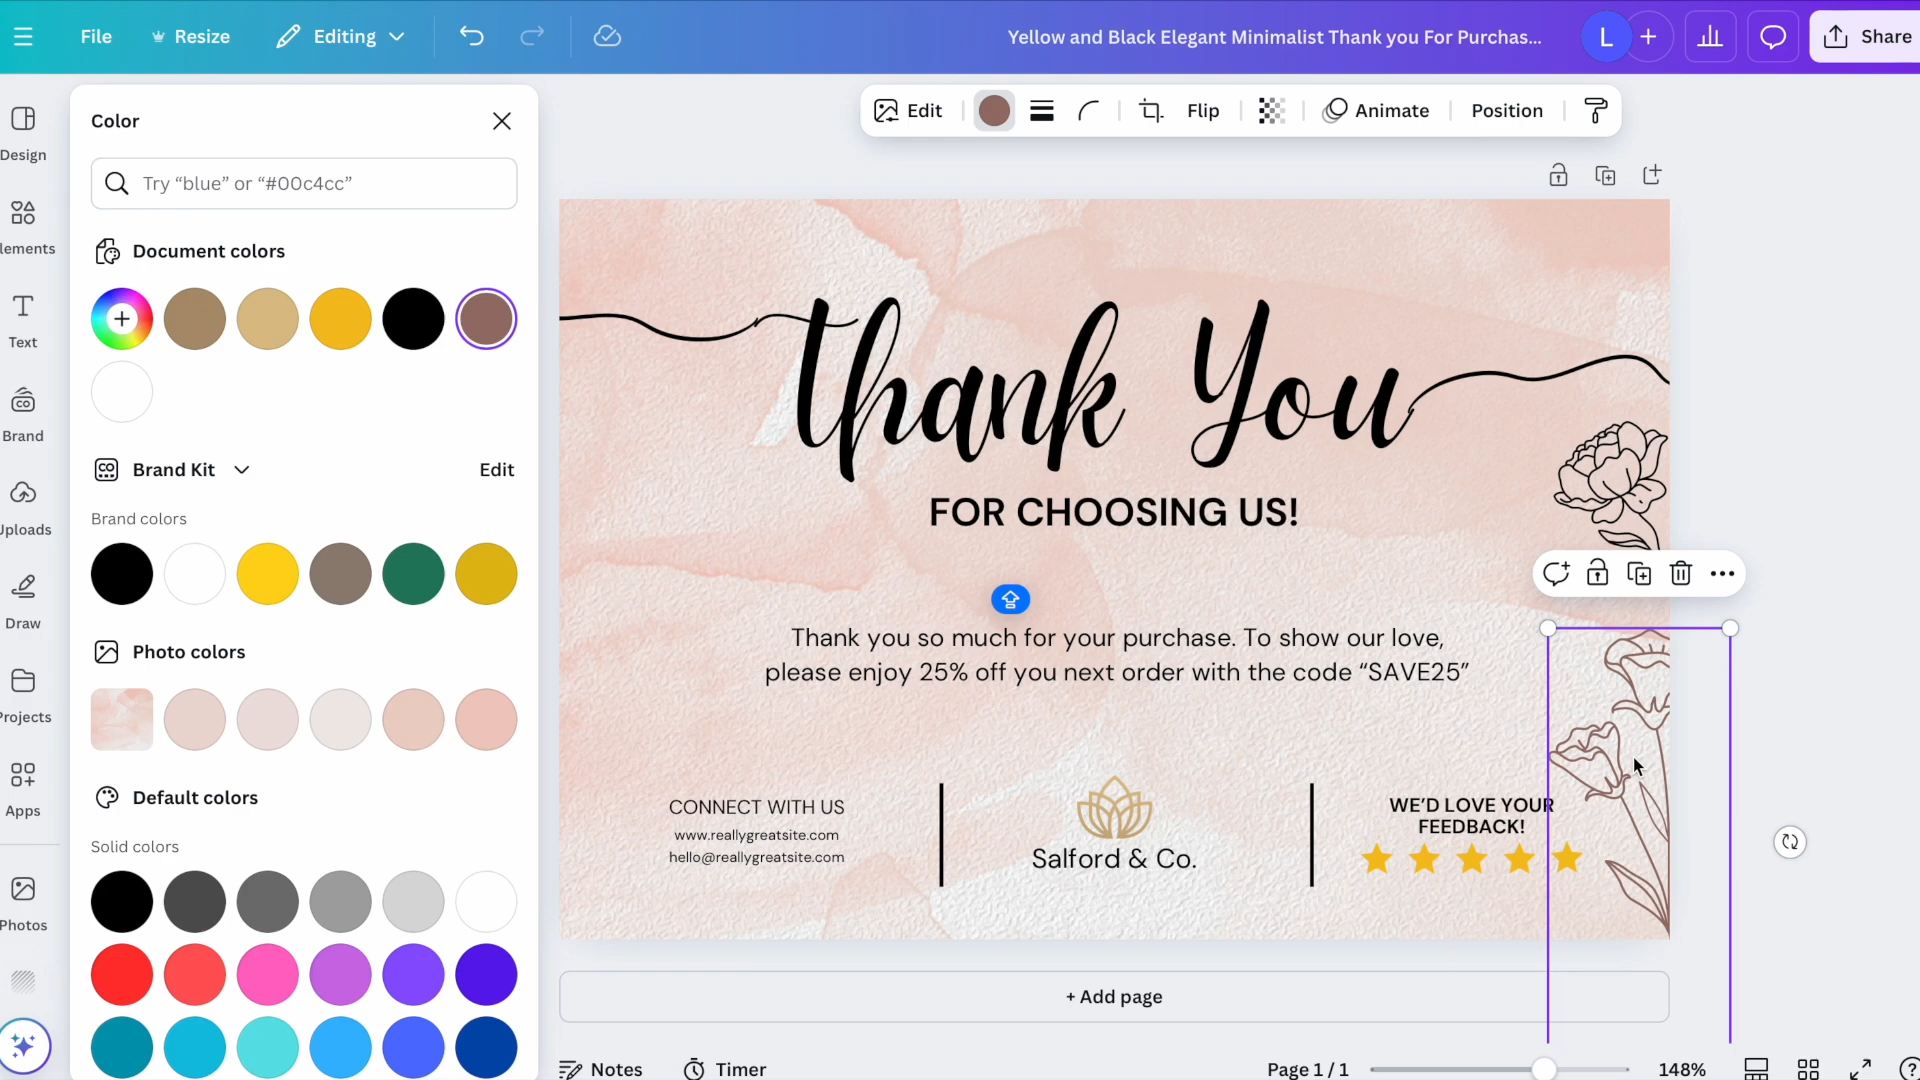 File
Resize
Editing
Yellow and Black Elegant Minimalist Thank you For Purchas...
L
Share
Design
lements
Text
Brand
Jploads
Draw
Projects
Apps
Photos
Color
Try “blue” or “#00c4cc”
Document colors
Brand Kit
Edit
Brand colors
Photo colors
Default colors
Solid colors
Edit
Flip
Animate
Position
Thank You
FOR CHOOSING US!
Thank you so much for your purchase. To show our love,
please enjoy 25% off you next order with the code “SAVE25”
CONNECT WITH US
www.reallygreatsite.com
hello@reallygreatsite.com
Salford & Co.
WE’D LOVE YOUR
FEEDBACK!
+ Add page
Notes
Timer
Page 1 / 1
148%